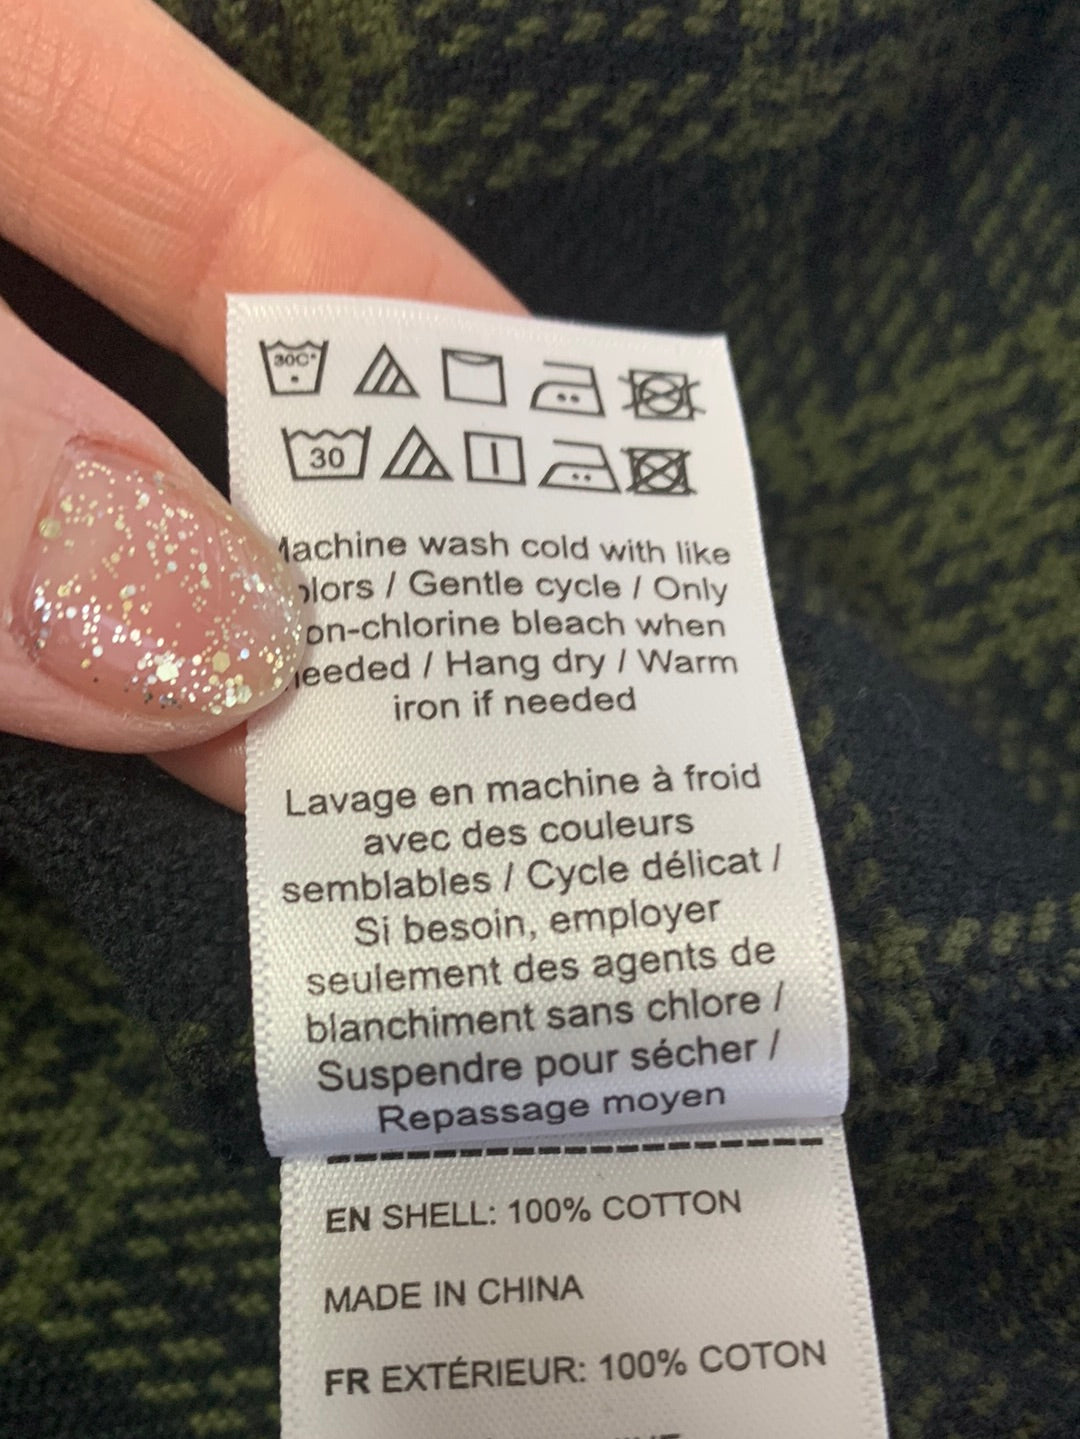 30C°
30
achine wash cold with like
lors / Gentle cycle / Only
on-chlorine bleach when
eeded / Hang dry / Warm
iron if needed
Lavage en machine à froid
avec des couleurs
semblables / Cycle délicat /
Si besoin, employer
seulement des agents de
blanchiment sans chlore /
Suspendre pour sécher /
Repassage moyen
EN SHELL: 100% COTTON
MADE IN CHINA
FR EXTÉRIEUR: 100% COTON